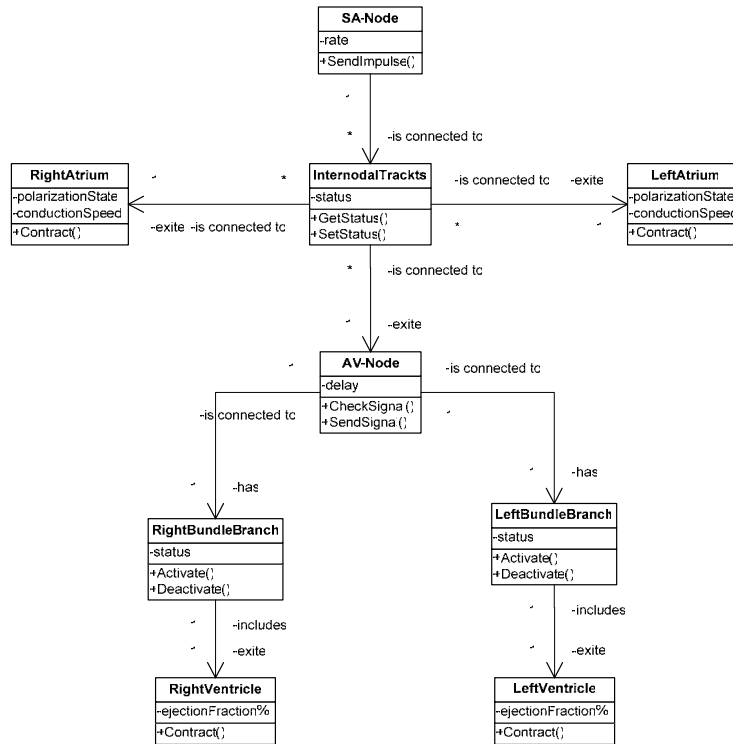 SA-Node
-rate
+SendImpulse()
*
-is connected to
RightAtrium
-polarizationState
-conductionSpeed
+Contract()
*
-exite
-is connected to
InternodalTrackts
-status
+GetStatus()
+SetStatus()
-is connected to
-exite
*
LeftAtrium
-polarizationState
-conductionSpeed
+Contract()
*
-is connected to
-exite
AV-Node
-delay
+CheckSignal()
+SendSignal()
-is connected to
-is connected to
-has
-has
RightBundleBranch
-status
+Activate()
+Deactivate()
LeftBundleBranch
-status
+Activate()
+Deactivate()
-includes
-exite
-includes
-exite
RightVentricle
-ejectionFraction%
+Contract()
LeftVentricle
-ejectionFraction%
+Contract()